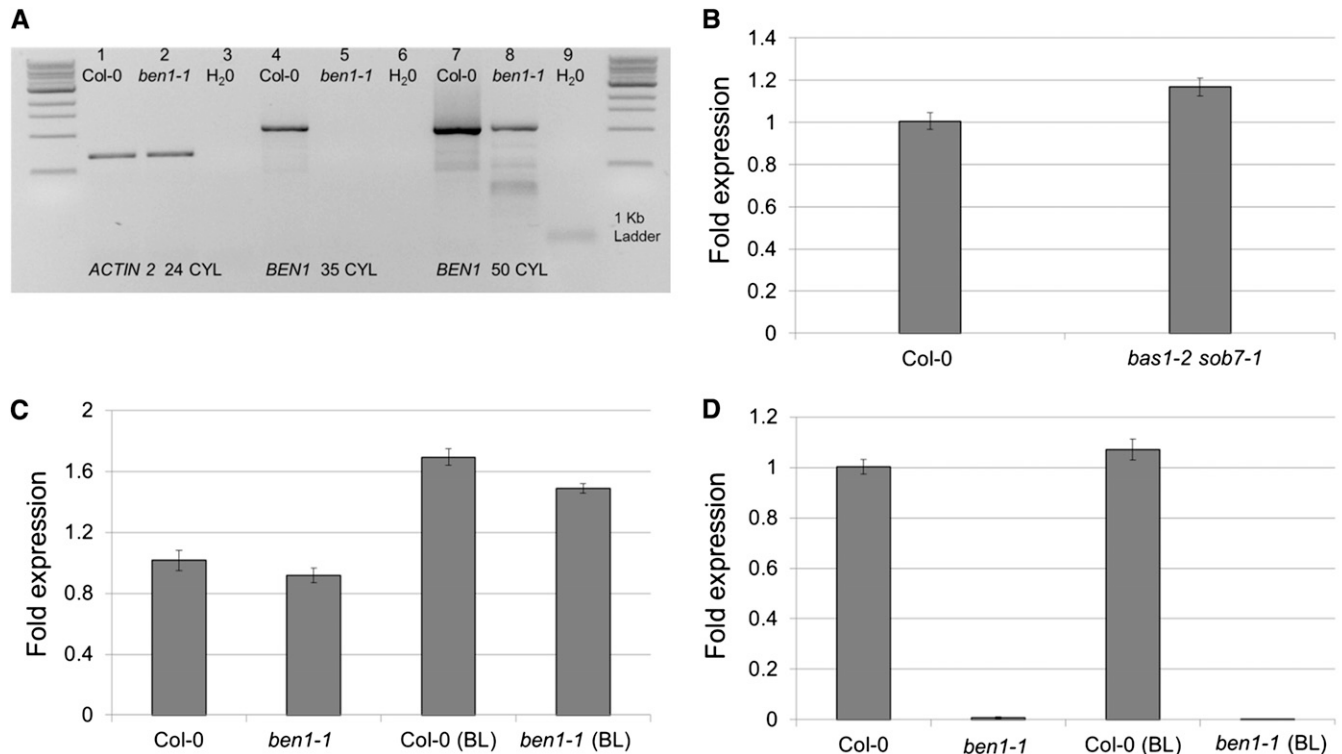 A
1 2 3 4 5 6 7 8 9
Col-0 ben1-1 H20 Col-0 ben1-1 H20 Col-0 ben1-1 H20
1 Kb
Ladder
ACTIN 2 24 CYL BEN1 35 CYL BEN1 50 CYL
B
Fold expression
1.4
1.2
1
0.8
0.6
0.4
0.2
0
Col-0 bas1-2 sob7-1
C
Fold expression
2
1.6
1.2
0.8
0.4
0
Col-0 ben1-1 Col-0 (BL) ben1-1 (BL)
D
Fold expression
1.2
1
0.8
0.6
0.4
0.2
0
Col-0 ben1-1 Col-0 (BL) ben1-1 (BL)